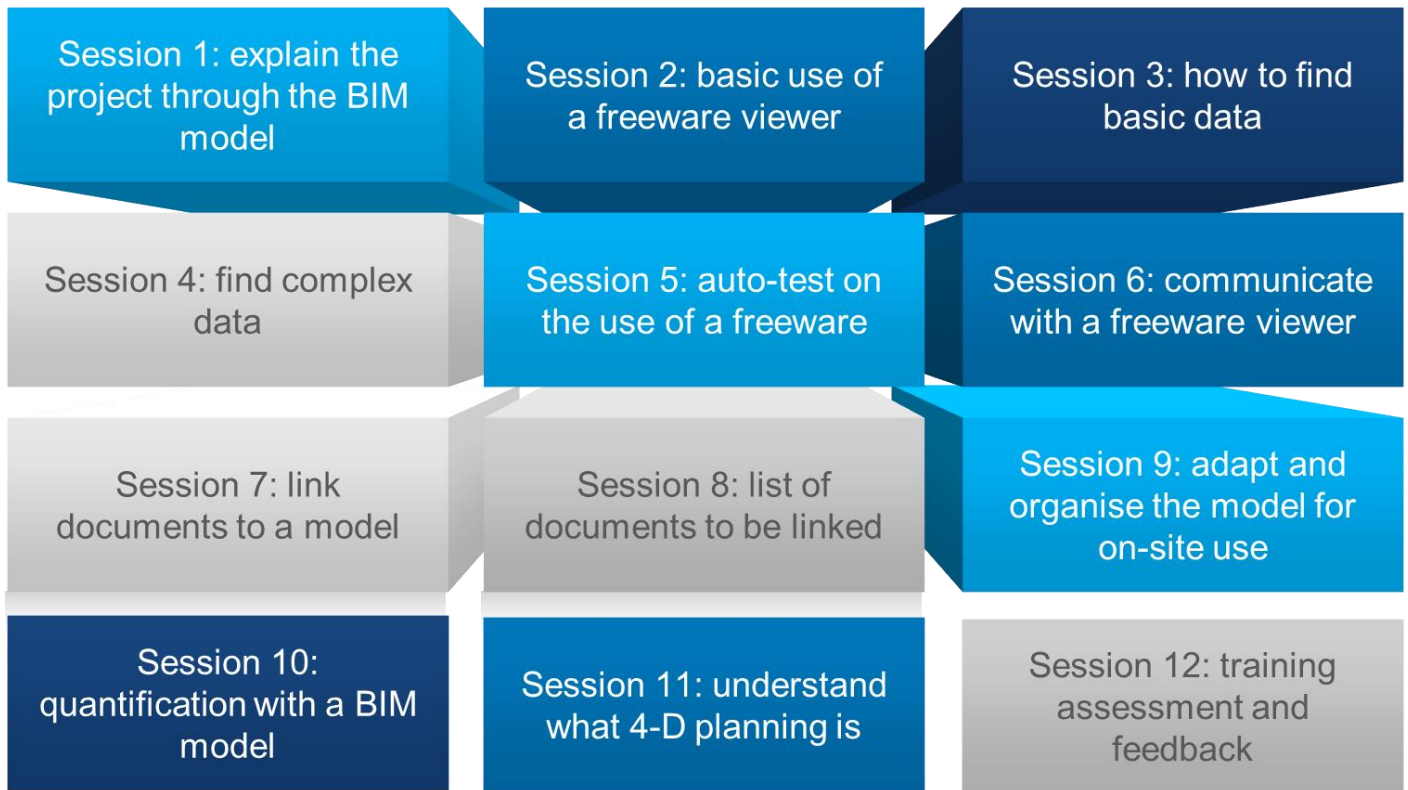 Session 1: explain the
project through the BIM
model
Session 2: basic use of
a freeware viewer
Session 3: how to find
basic data
Session 4: find complex
data
Session 5: auto-test on
the use of a freeware
Session 6: communicate
with a freeware viewer
Session 7: link
documents to a model
Session 8: list of
documents to be linked
Session 9: adapt and
organise the model for
on-site use
Session 10:
quantification with a BIM
model
Session 11: understand
what 4-D planning is
Session 12: training
assessment and
feedback